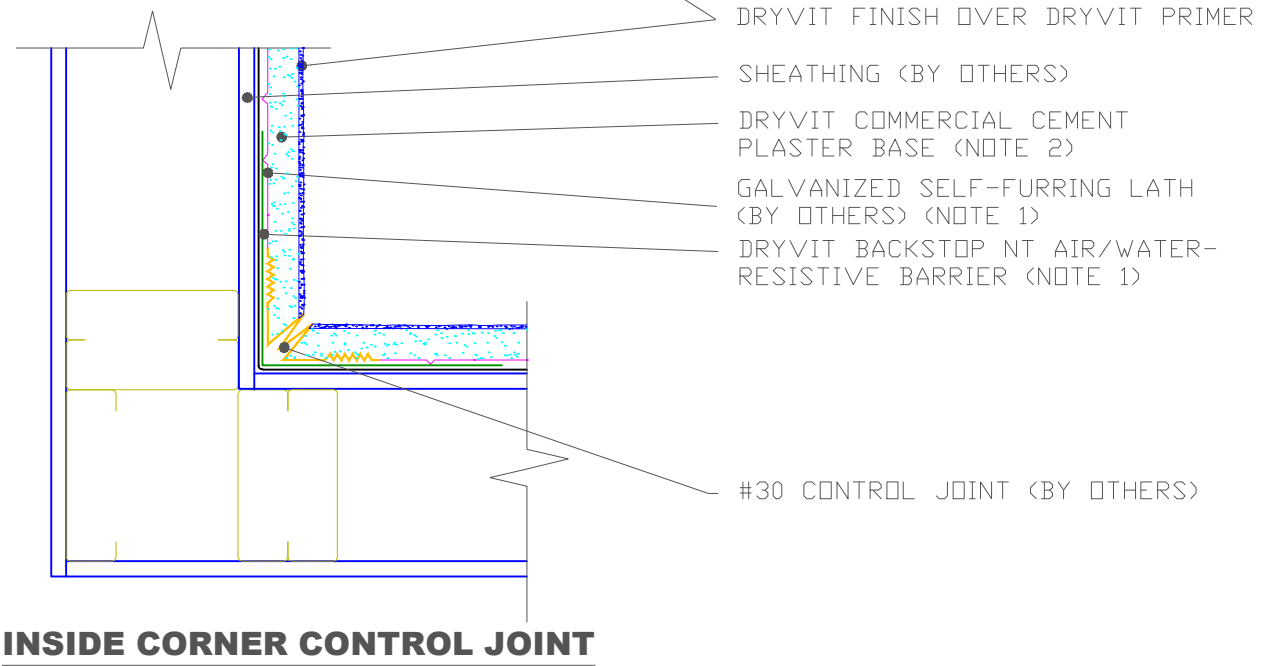 DRYVIT FINISH OVER DRYVIT PRIMER
SHEATHING (BY OTHERS)
DRYVIT COMMERCIAL CEMENT
PLASTER BASE (NOTE 2)
GALVANIZED SELF-FURRING LATH
(BY OTHERS) (NOTE 1)
DRYVIT BACKSTOP NT AIR/WATER-
RESISTIVE BARRIER (NOTE 1)
#30 CONTROL JOINT (BY OTHERS)
INSIDE CORNER CONTROL JOINT